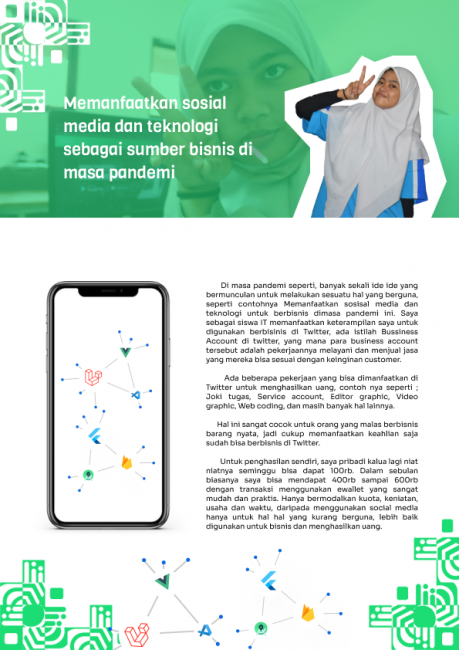 Memanfaatkan sosial
media dan teknologi
sebagai sumber bisnis di
masa pandemi
Di masa pandemi seperti, banyak sekali ide ide yang
bermunculan untuk melakukan sesuatu hal yang berguna,
seperti contohnya Memanfaatkan sosisal media dan
teknologi untuk berbisnis dimasa pandemi ini. Saya
sebagai siswa IT memanfaatkan keterampilan saya untuk
digunakan berbisinis di Twitter, ada istilah Bussiness
Account di twitter, yang mana para business account
tersebut adalah pekerjaannya melayani dan menjual jasa
yang mereka bisa sesuai dengan keinginan customer.
Ada beberapa pekerjaan yang bisa dimanfaatkan di
Twitter untuk menghasilkan uang, contoh nya seperti ;
Joki tugas, Service account, Editor graphic, Video
graphic, Web coding, dan masih banyak hal lainnya.
Hal ini sangat cocok untuk orang yang malas berbisnis
barang nyata, jadi cukup memanfaatkan keahlian saja
sudah bisa berbisnis di Twitter.
Untuk penghasilan sendiri, saya pribadi kalua lagi niat
niatnya seminggu bisa dapat 100rb. Dalam sebulan
biasanya saya bisa mendapat 400rb sampai 600rb
dengan transaksi menggunakan ewallet yang sangat
mudah dan praktis. Hanya bermodalkan kuota, keniatan,
usaha dan waktu, daripada menggunakan social media
hanya untuk hal hal yang kurang berguna, lebih baik
digunakan untuk bisnis dan menghasilkan uang.